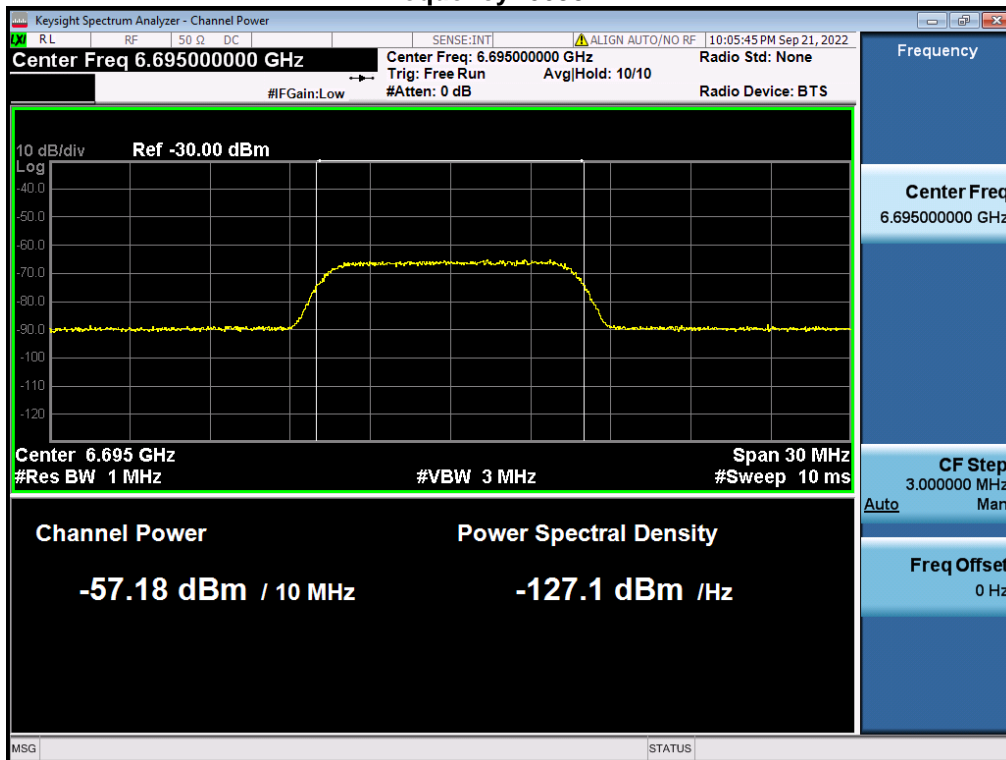 Keysight Spectrum Analyzer - Channel Power
LXI RL RF 50 Ω DC SENSE:INT ALIGN AUTO/NO RF 10:05:45 PM Sep 21, 2022
Center Freq 6.695000000 GHz
Center Freq: 6.695000000 GHz Radio Std: None
Trig: Free Run Avg|Hold: 10/10
#IFGain:Low #Atten: 0 dB Radio Device: BTS
Frequency
10 dB/div Ref -30.00 dBm
Log
-40.0
-50.0
-60.0
-70.0
-80.0
-90.0
-100
-110
-120
Center Freq
6.695000000 GHz
Center 6.695 GHz Span 30 MHz
#Res BW 1 MHz #VBW 3 MHz #Sweep 10 ms
CF Step
3.000000 MHz
Auto Man
Channel Power Power Spectral Density
-57.18 dBm / 10 MHz -127.1 dBm /Hz
Freq Offset
0 Hz
MSG STATUS